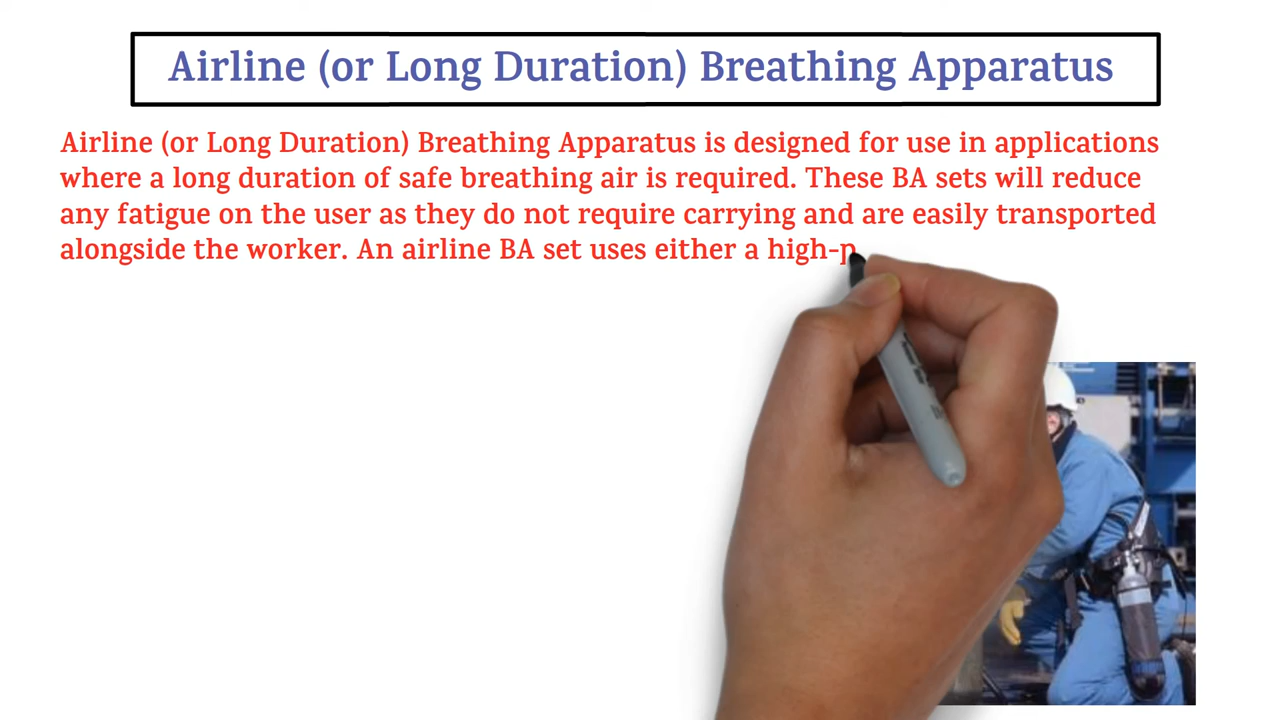 Airline (or Long Duration) Breathing Apparatus
Airline (or Long Duration) Breathing Apparatus is designed for use in applications
where a long duration of safe breathing air is required. These BA sets will reduce
any fatigue on the user as they do not require carrying and are easily transported
alongside the worker. An airline BA set uses either a high-p